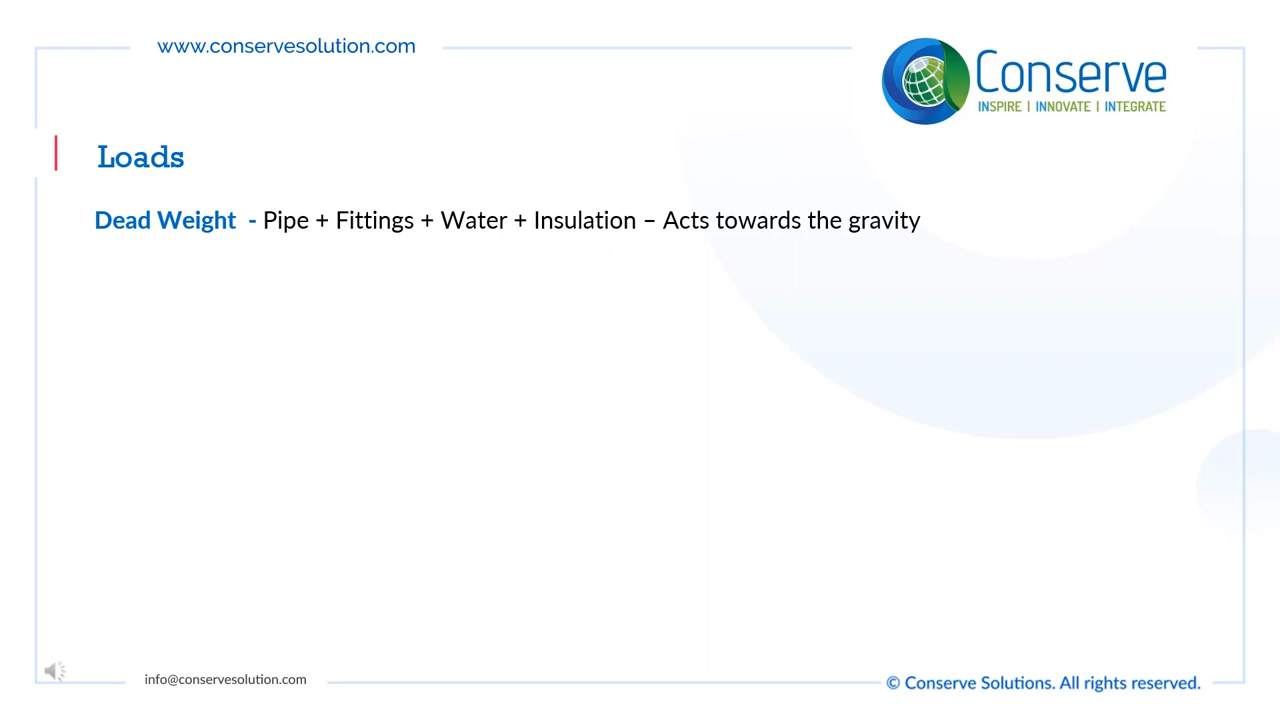 www.conservesolution.com
Conserve
INSPIRE I INNOVATE I INTEGRATE
Loads
Dead Weight - Pipe + Fittings + Water + Insulation – Acts towards the gravity
info@conservesolution.com
© Conserve Solutions. All rights reserved.